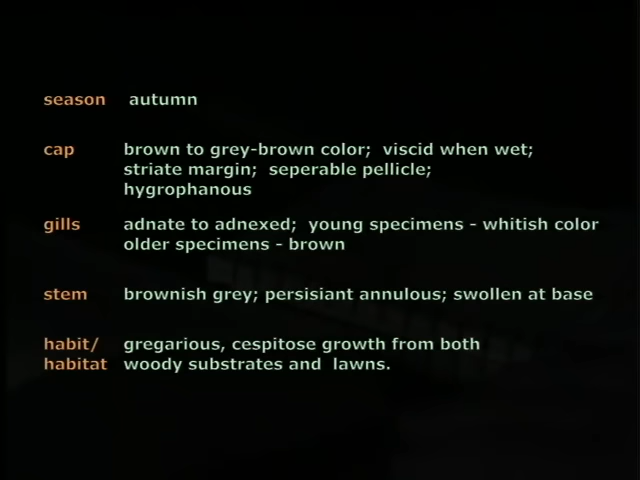 season autumn
cap brown to grey-brown color; viscid when wet;
striate margin; seperable pellicle;
hygrophanous
gills adnate to adnexed; young specimens - whitish color
older specimens - brown
stem brownish grey; persisiant annulous; swollen at base
habit/ gregarious, cespitose growth from both
habitat woody substrates and lawns.